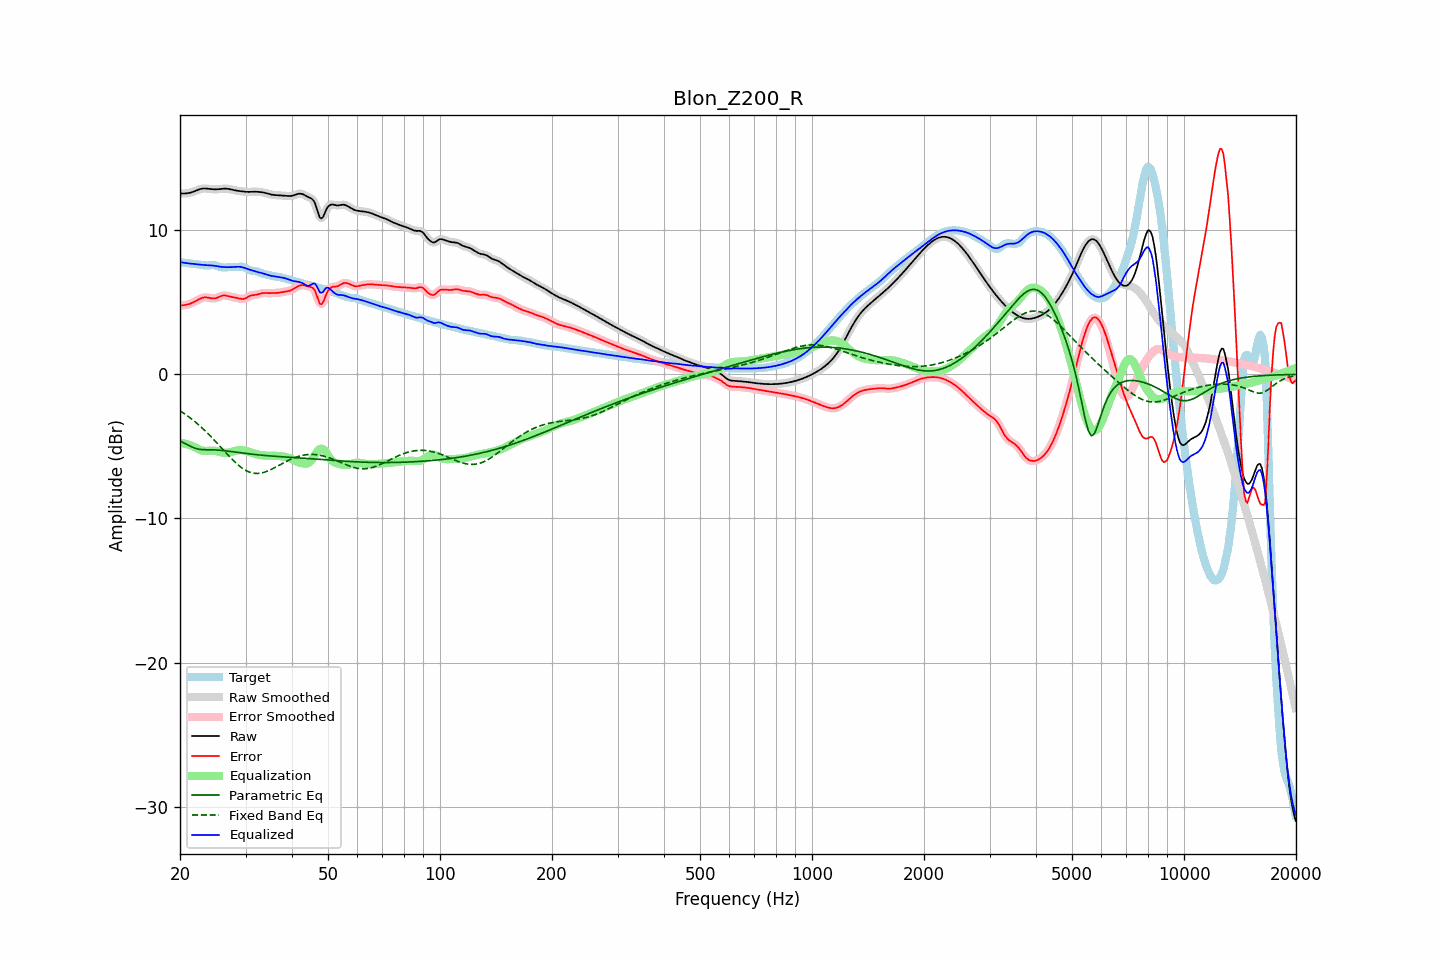 Blon_Z200_R
Amplitude (dBr)
10
0
−10
−20
−30
Target
Raw Smoothed
Error Smoothed
Raw
Error
Equalization
Parametric Eq
Fixed Band Eq
Equalized
20 50 100 200 500 1000 2000 5000 10000 20000
Frequency (Hz)